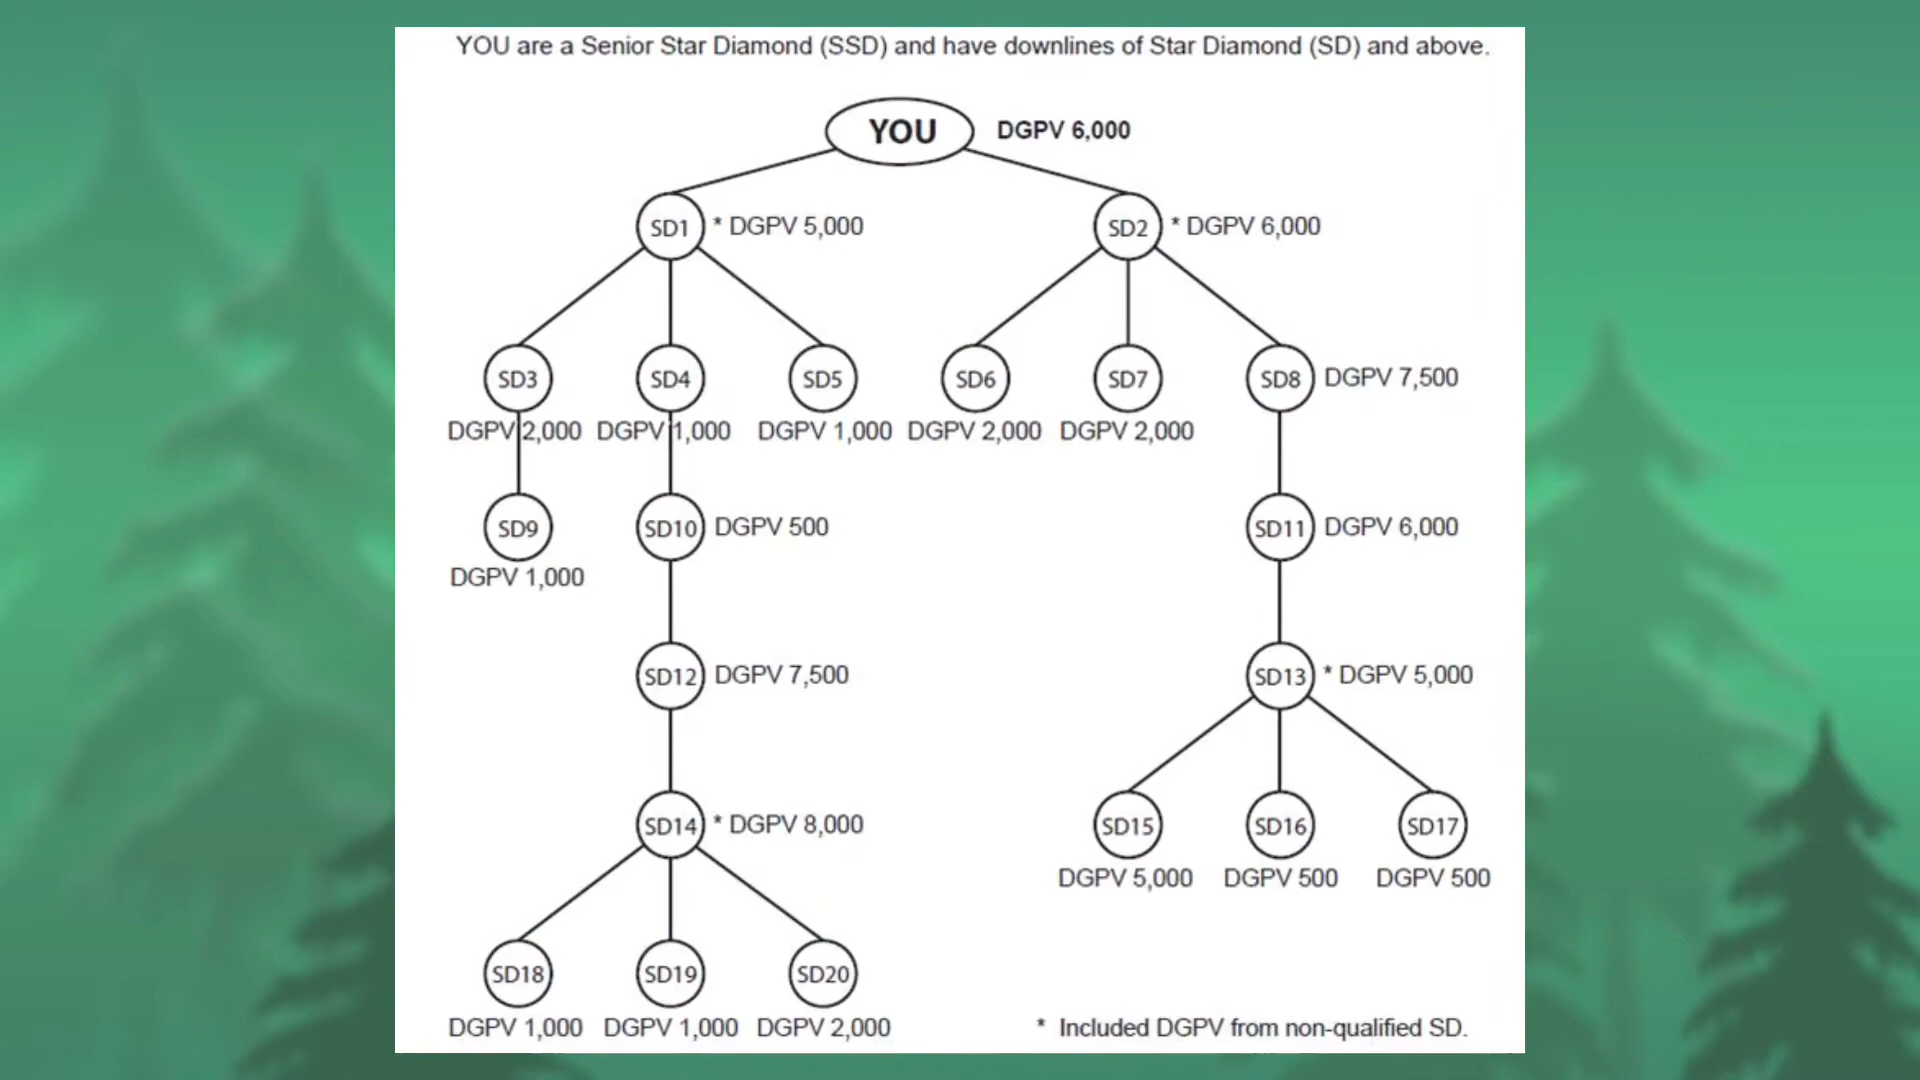 YOU are a Senior Star Diamond (SSD) and have downlines of Star Diamond (SD) and above.
YOU DGPV 6,000
SD1 * DGPV 5,000 SD2 * DGPV 6,000
SD3 SD4 SD5 SD6 SD7 SD8 DGPV 7,500
DGPV 2,000 DGPV 1,000 DGPV 1,000 DGPV 2,000 DGPV 2,000
SD9 SD10 DGPV 500 SD11 DGPV 6,000
DGPV 1,000
SD12 DGPV 7,500 SD13 * DGPV 5,000
SD14 * DGPV 8,000 SD15 SD16 SD17
DGPV 5,000 DGPV 500 DGPV 500
SD18 SD19 SD20
DGPV 1,000 DGPV 1,000 DGPV 2,000 * Included DGPV from non-qualified SD.